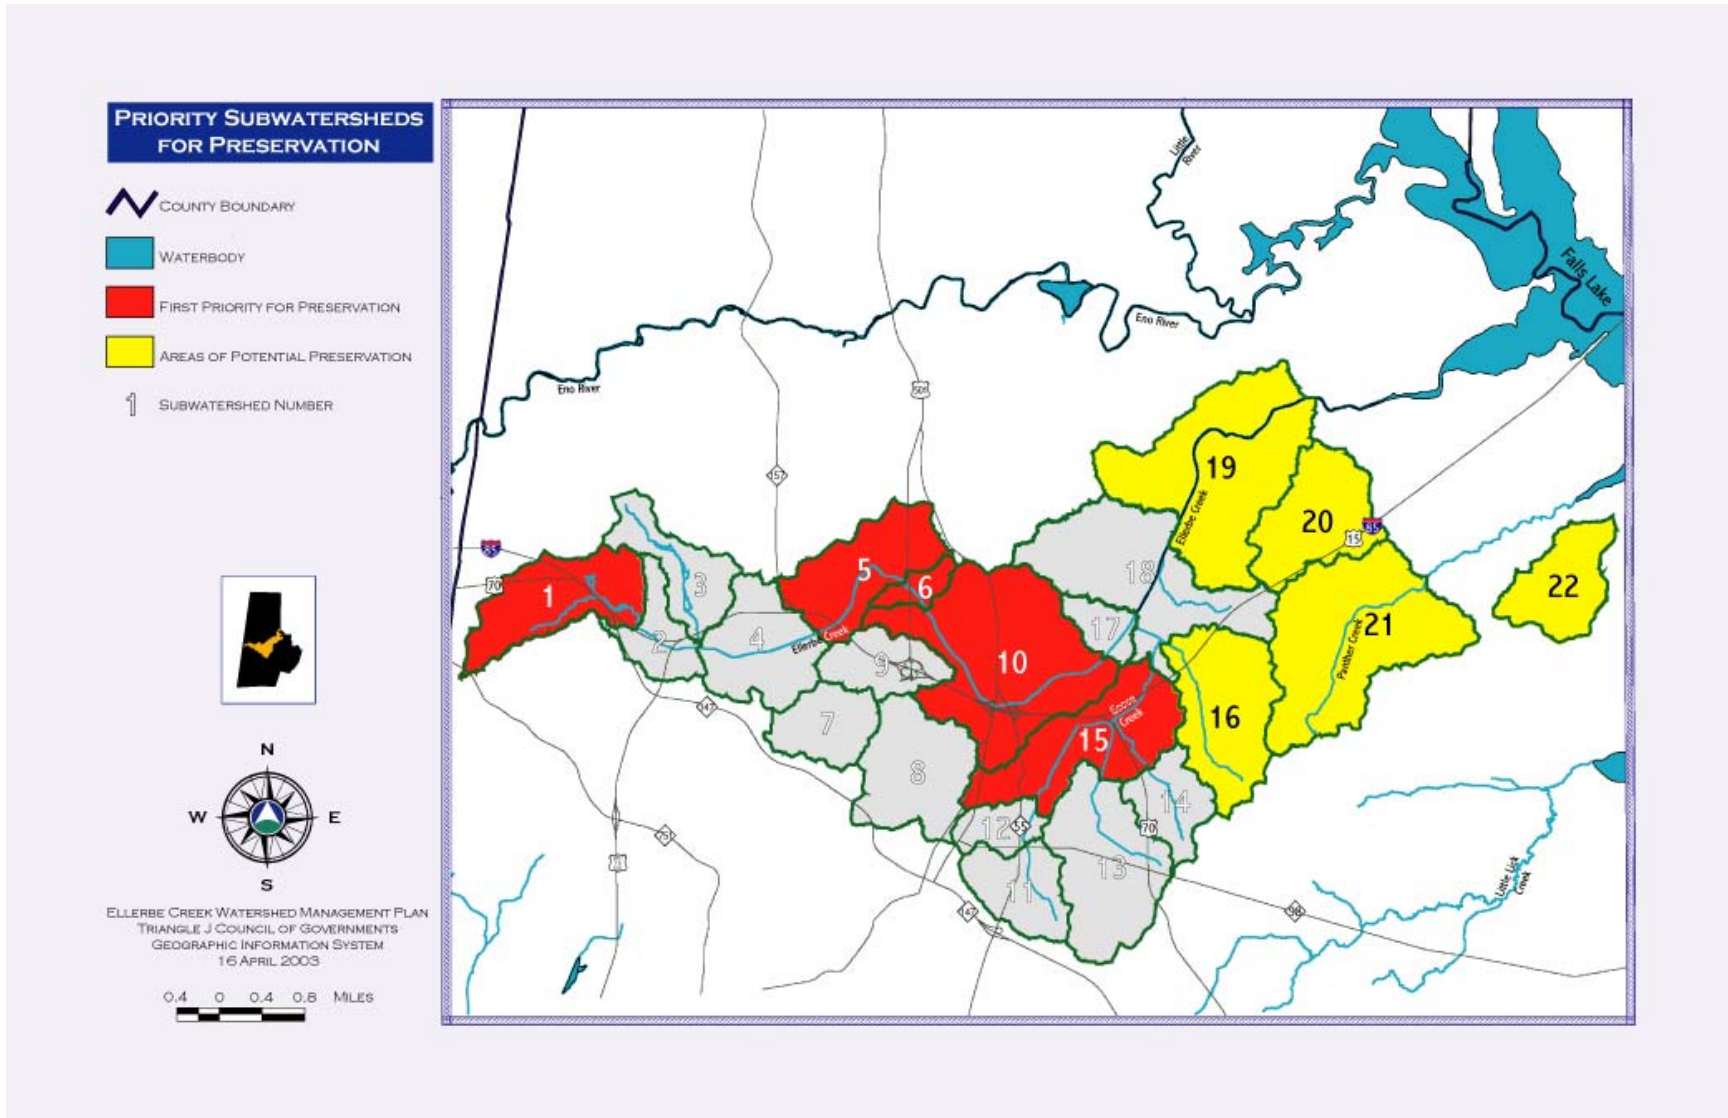 PRIORITY SUBWATERSHEDS
FOR PRESERVATION
COUNTY BOUNDARY
WATERBODY
FIRST PRIORITY FOR PRESERVATION
AREAS OF POTENTIAL PRESERVATION
1 SUBWATERSHED NUMBER
N
W E
S
ELLERBE CREEK WATERSHED MANAGEMENT PLAN
TRIANGLE J COUNCIL OF GOVERNMENTS
GEOGRAPHIC INFORMATION SYSTEM
16 APRIL 2003
0.4 0 0.4 0.8 MILES
Little
River
Falls Lake
Eno River
Eno River
501
157
19
Ellerbe Creek
20
85
15
85
70
1
2
3
4
Ellerbe Creek
5
6
9
10
18
17
22
21
Panther Creek
16
Goose
Creek
15
147
7
8
14
12
55
70
13
11
75
147
98
Little Lick
Creek